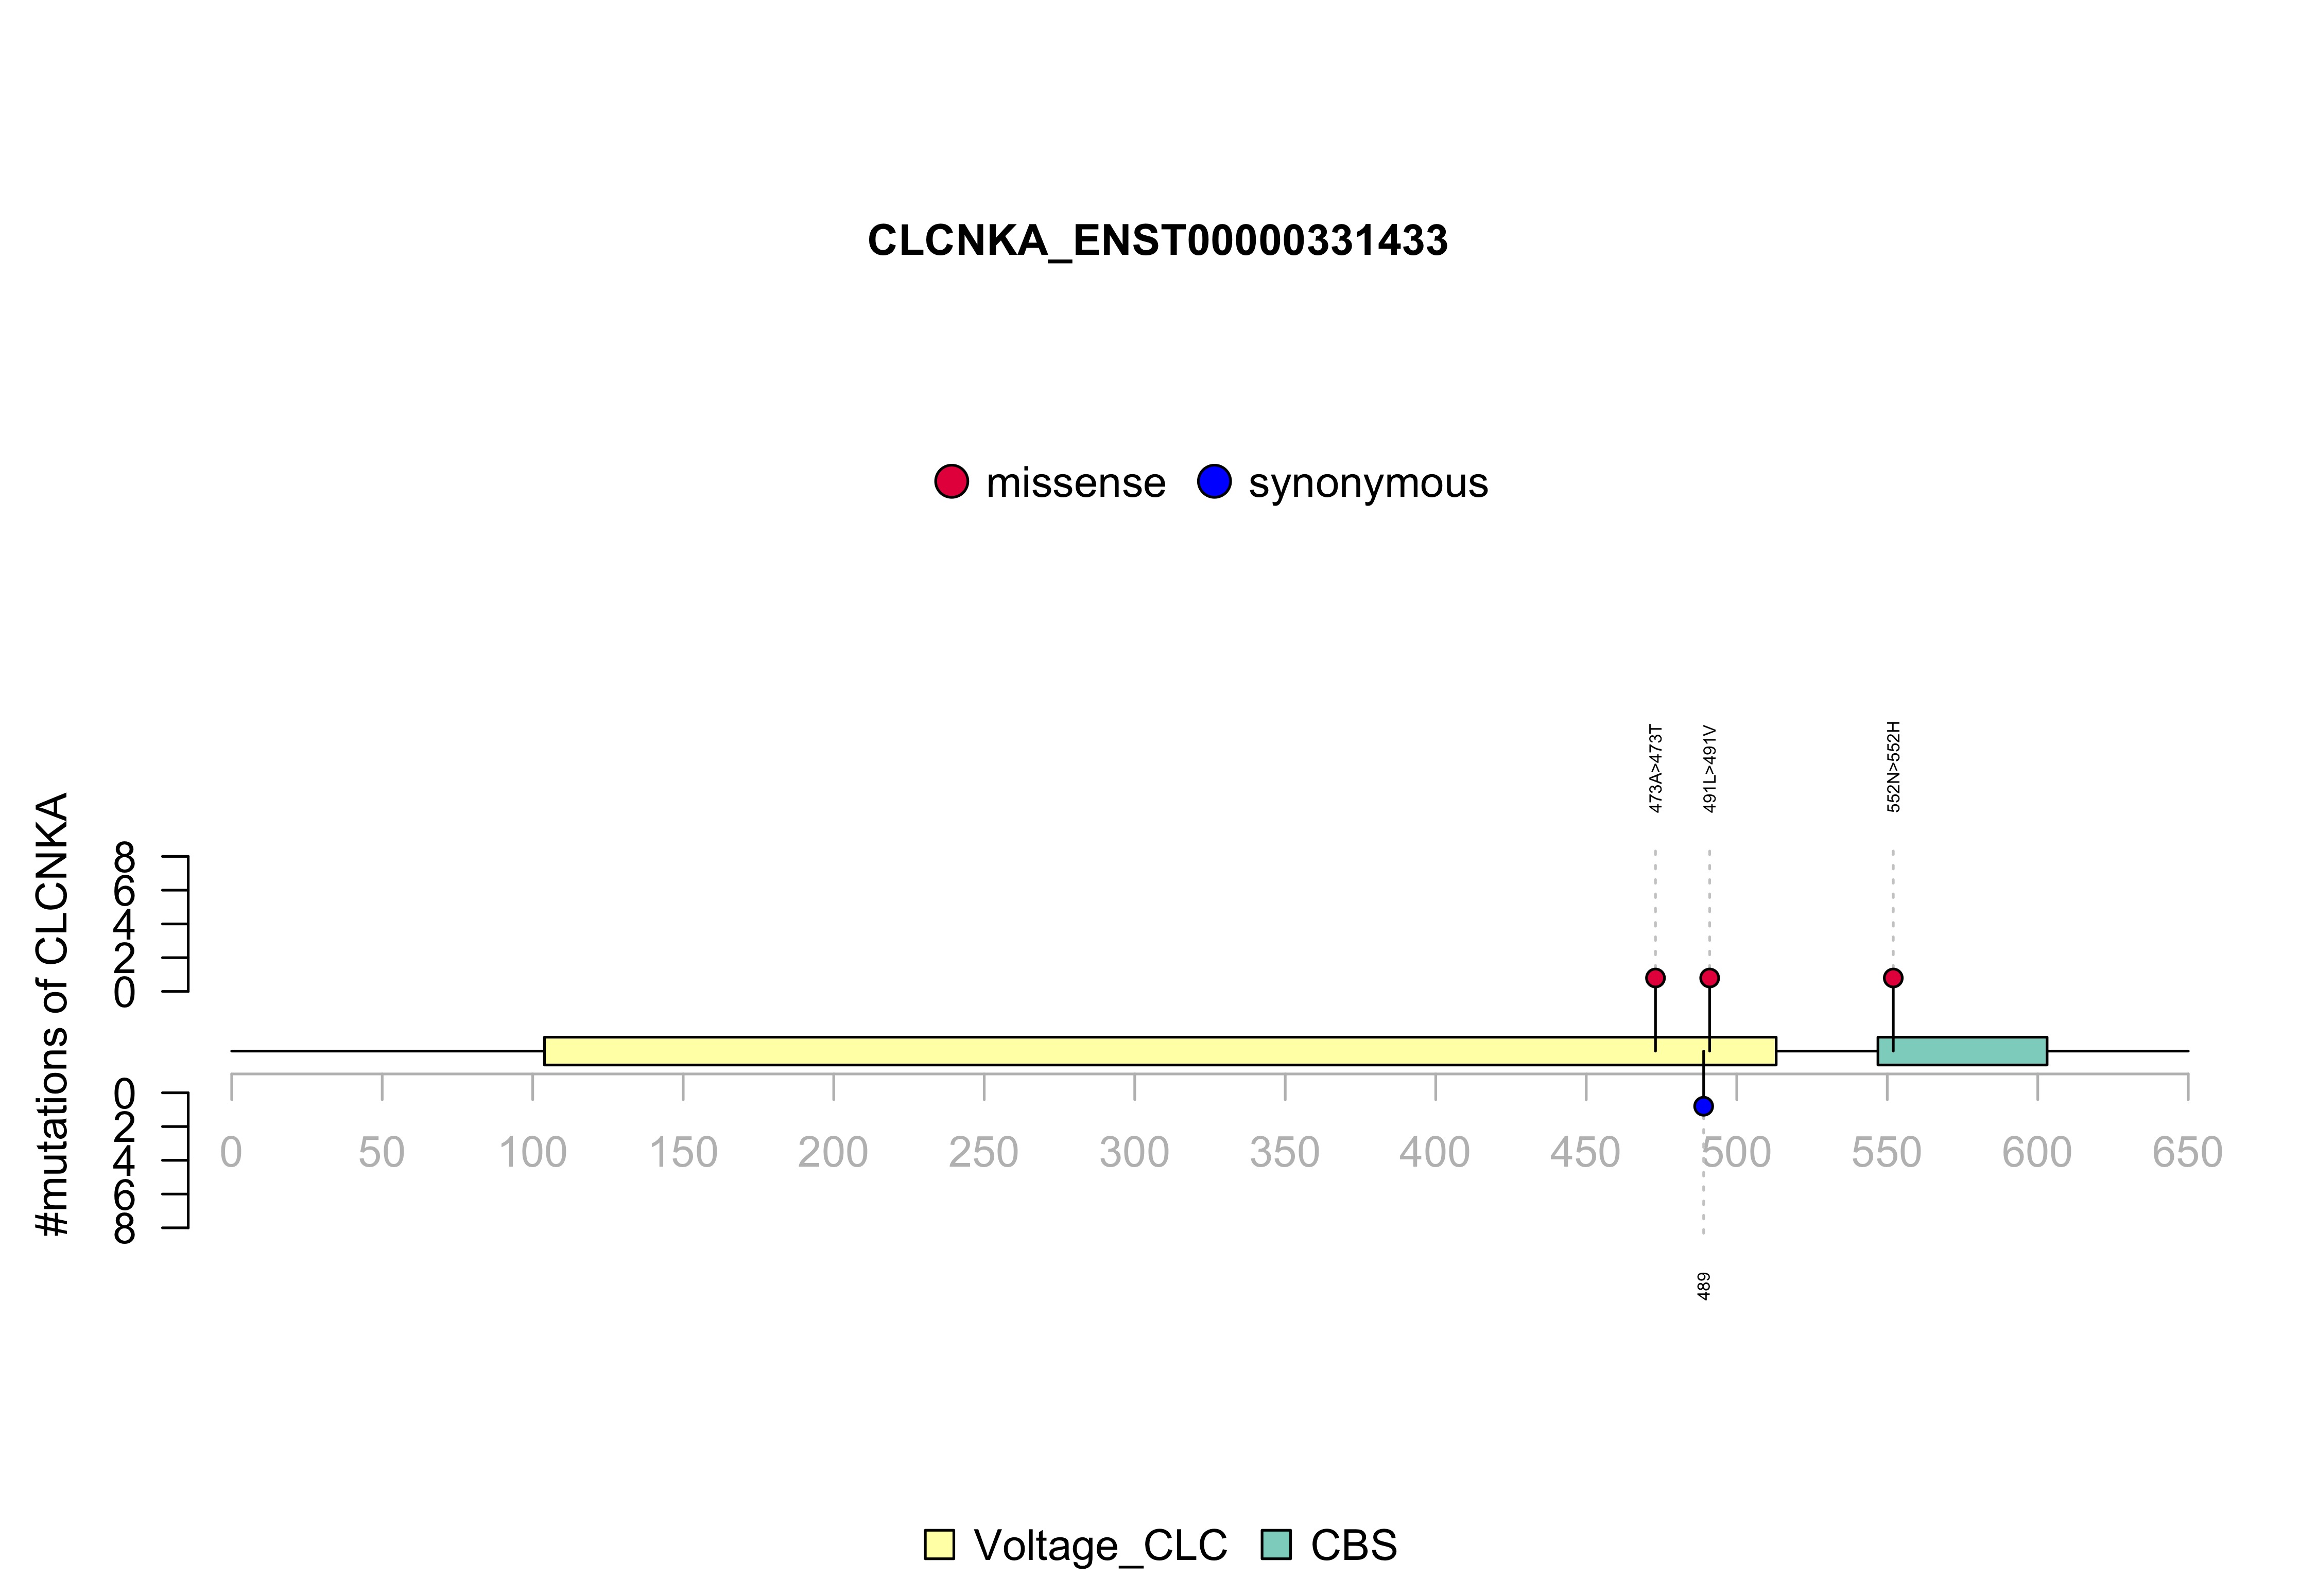 CLCNKA_ENST00000331433
missense synonymous
473A>473T
491L>491V
552N>552H
#mutations of CLCNKA
8
6
4
2
0
0
2
4
6
8
0 50 100 150 200 250 300 350 400 450 500 550 600 650
489
Voltage_CLC CBS